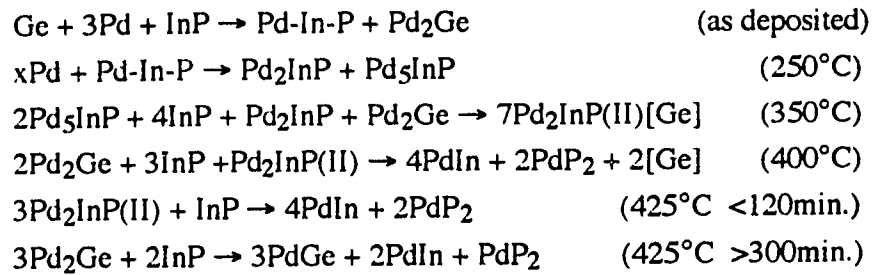 Ge + 3Pd + InP → Pd-In-P + Pd₂Ge (as deposited)
xPd + Pd-In-P → Pd₂InP + Pd₅InP (250°C)
2Pd₅InP + 4InP + Pd₂InP + Pd₂Ge → 7Pd₂InP(II)[Ge] (350°C)
2Pd₂Ge + 3InP +Pd₂InP(II) → 4PdIn + 2PdP₂ + 2[Ge] (400°C)
3Pd₂InP(II) + InP → 4PdIn + 2PdP₂ (425°C <120min.)
3Pd₂Ge + 2InP → 3PdGe + 2PdIn + PdP₂ (425°C >300min.)